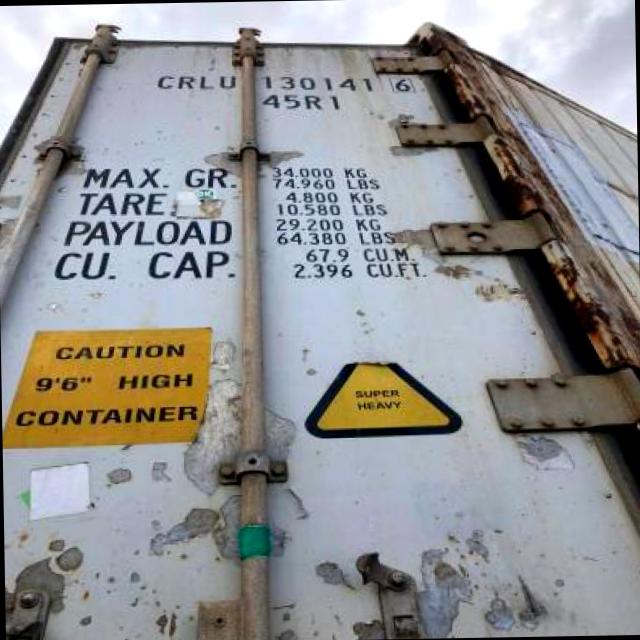 CRLU 130141 6
45R1
MAX. GR. 34.000 KG
74.960 LBS
TARE. 4.800 KG
10.580 LBS
PAYLOAD 29.200 KG
64.380 LBS
CU. CAP. 67.9 CU.M.
2.396 CU.FT.
CAUTION
9'6" HIGH
CONTAINER
SUPER
HEAVY